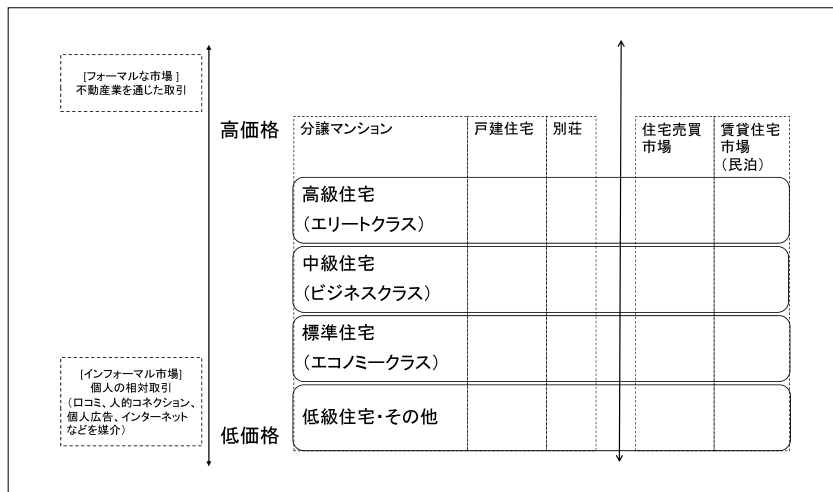 [フォーマルな市場]
不動産業を通じた取引
高価格
分譲マンション
戸建住宅
別荘
住宅売買
市場
賃貸住宅
市場
(民泊)
高級住宅
(エリートクラス)
中級住宅
(ビジネスクラス)
標準住宅
(エコノミークラス)
[インフォーマル市場]
個人の相対取引
(口コミ、人的コネクション、
個人広告、インターネット
などを媒介)
低級住宅・その他
低価格